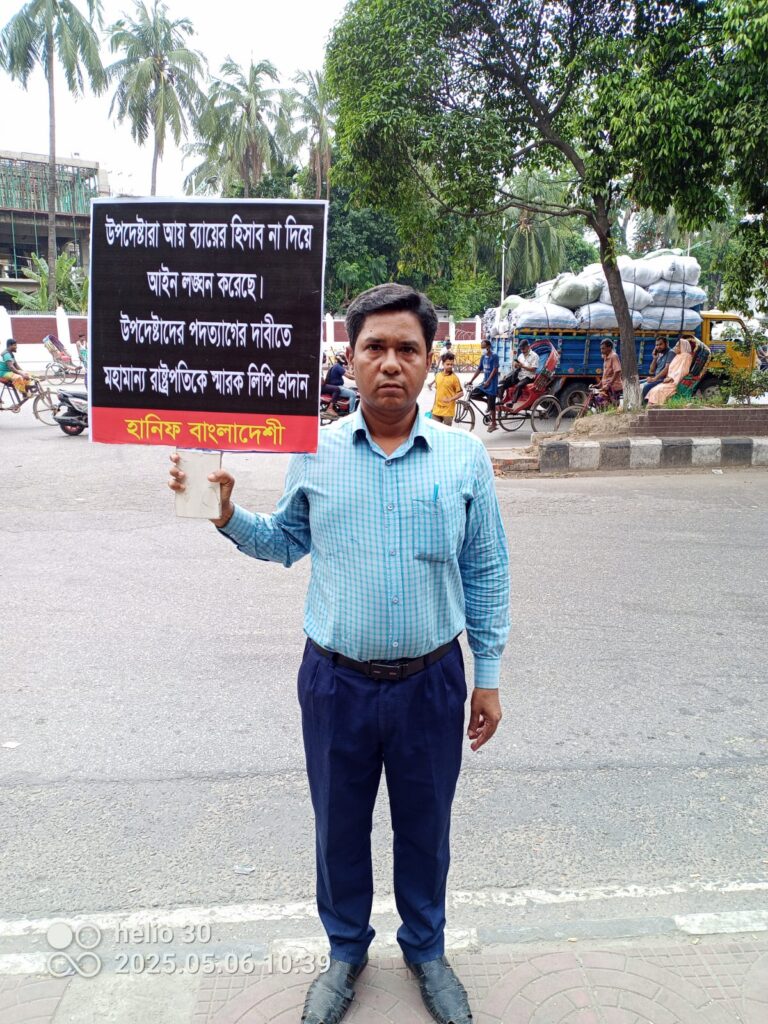 উপদেষ্টারা আয় ব্যায়ের হিসাব না দিয়ে
আইন লঙ্ঘন করেছে।
উপদেষ্টাদের পদত্যাগের দাবীতে
মহামান্য রাষ্ট্রপতিকে স্মারক লিপি প্রদান
হানিফ বাংলাদেশী
helio 30
2025.05.06 10:39